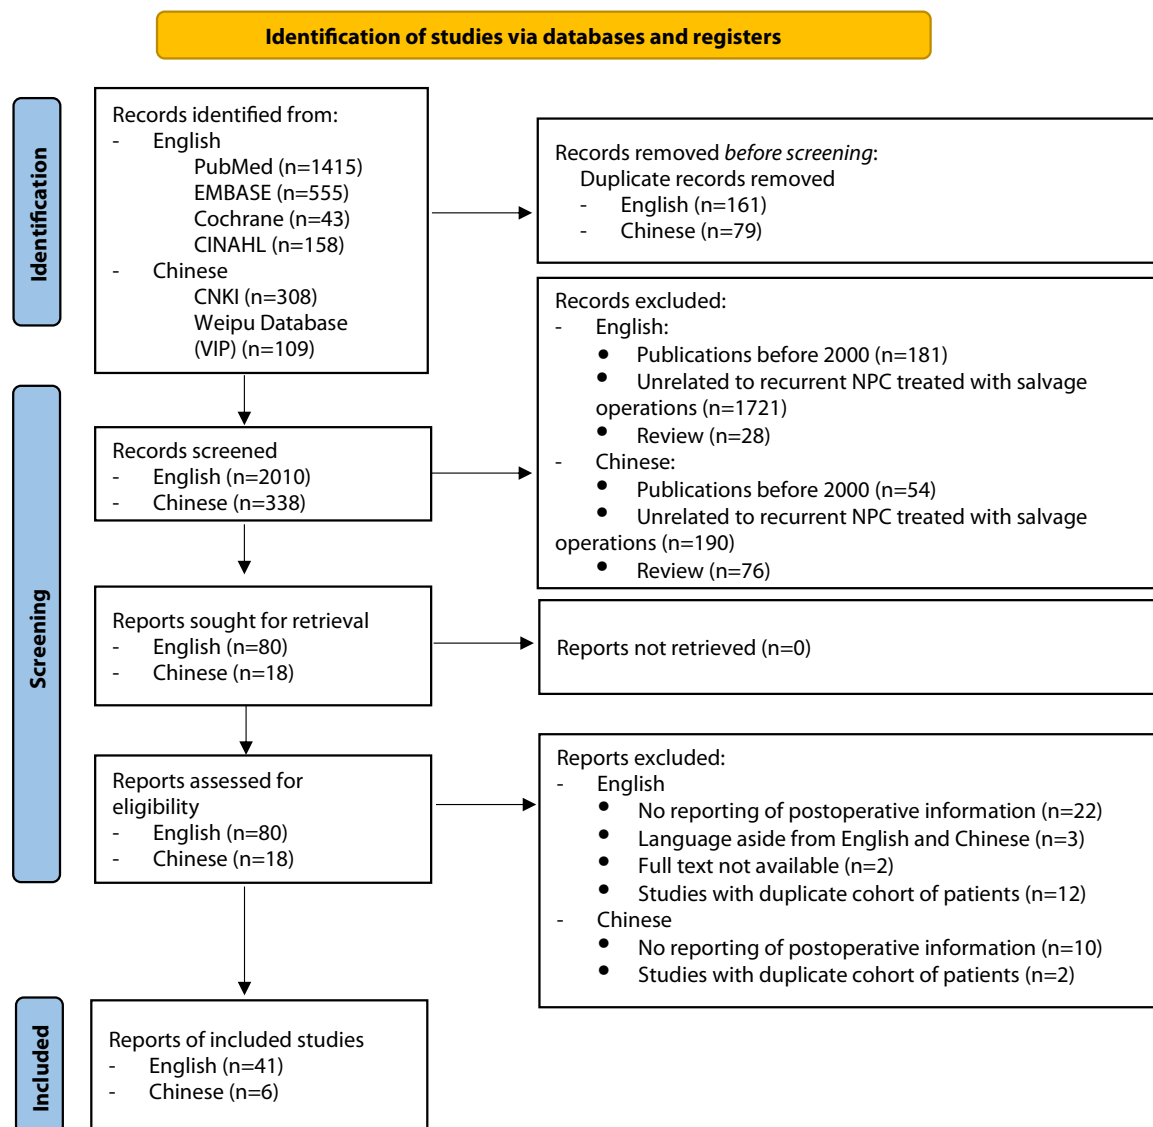 Identification of studies via databases and registers
Identification
Records identified from:
- English
PubMed (n=1415)
EMBASE (n=555)
Cochrane (n=43)
CINAHL (n=158)
- Chinese
CNKI (n=308)
Weipu Database
(VIP) (n=109)
Records removed before screening:
Duplicate records removed
- English (n=161)
- Chinese (n=79)
Screening
Records screened
- English (n=2010)
- Chinese (n=338)
Records excluded:
- English:
• Publications before 2000 (n=181)
• Unrelated to recurrent NPC treated with salvage
operations (n=1721)
• Review (n=28)
- Chinese:
• Publications before 2000 (n=54)
• Unrelated to recurrent NPC treated with salvage
operations (n=190)
• Review (n=76)
Reports sought for retrieval
- English (n=80)
- Chinese (n=18)
Reports not retrieved (n=0)
Reports assessed for
eligibility
- English (n=80)
- Chinese (n=18)
Reports excluded:
- English
• No reporting of postoperative information (n=22)
• Language aside from English and Chinese (n=3)
• Full text not available (n=2)
• Studies with duplicate cohort of patients (n=12)
- Chinese
• No reporting of postoperative information (n=10)
• Studies with duplicate cohort of patients (n=2)
Included
Reports of included studies
- English (n=41)
- Chinese (n=6)